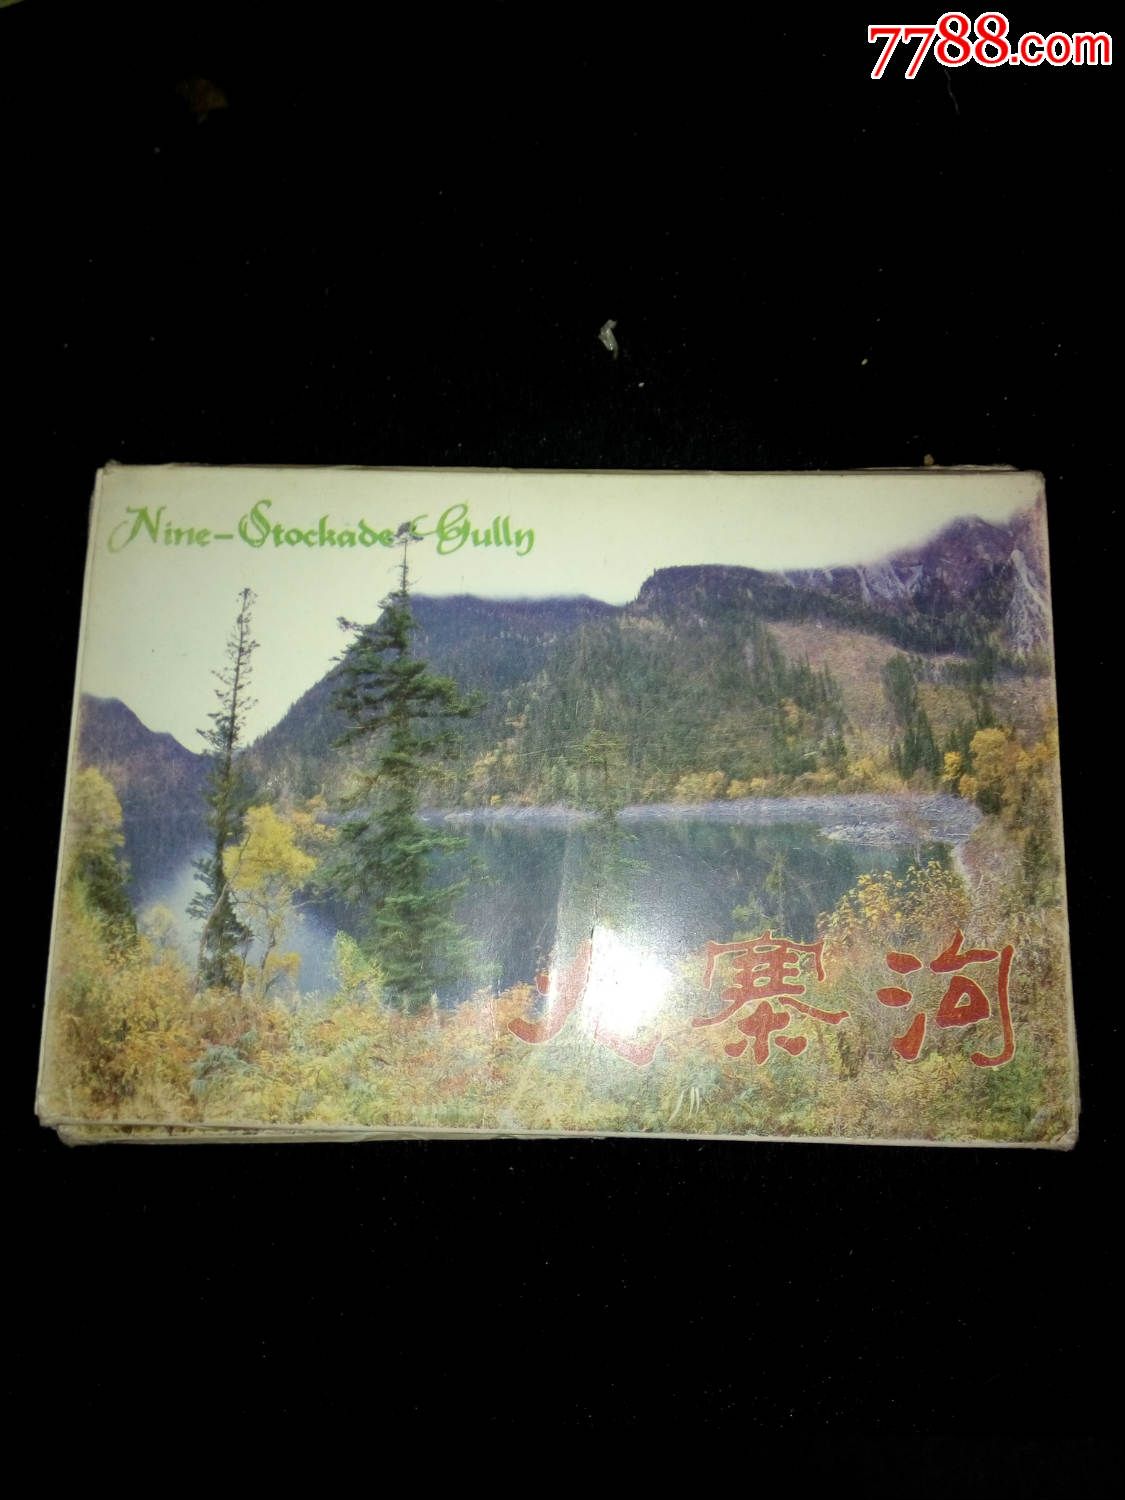 7788.com
Nine-Stockade Gully
九寨沟